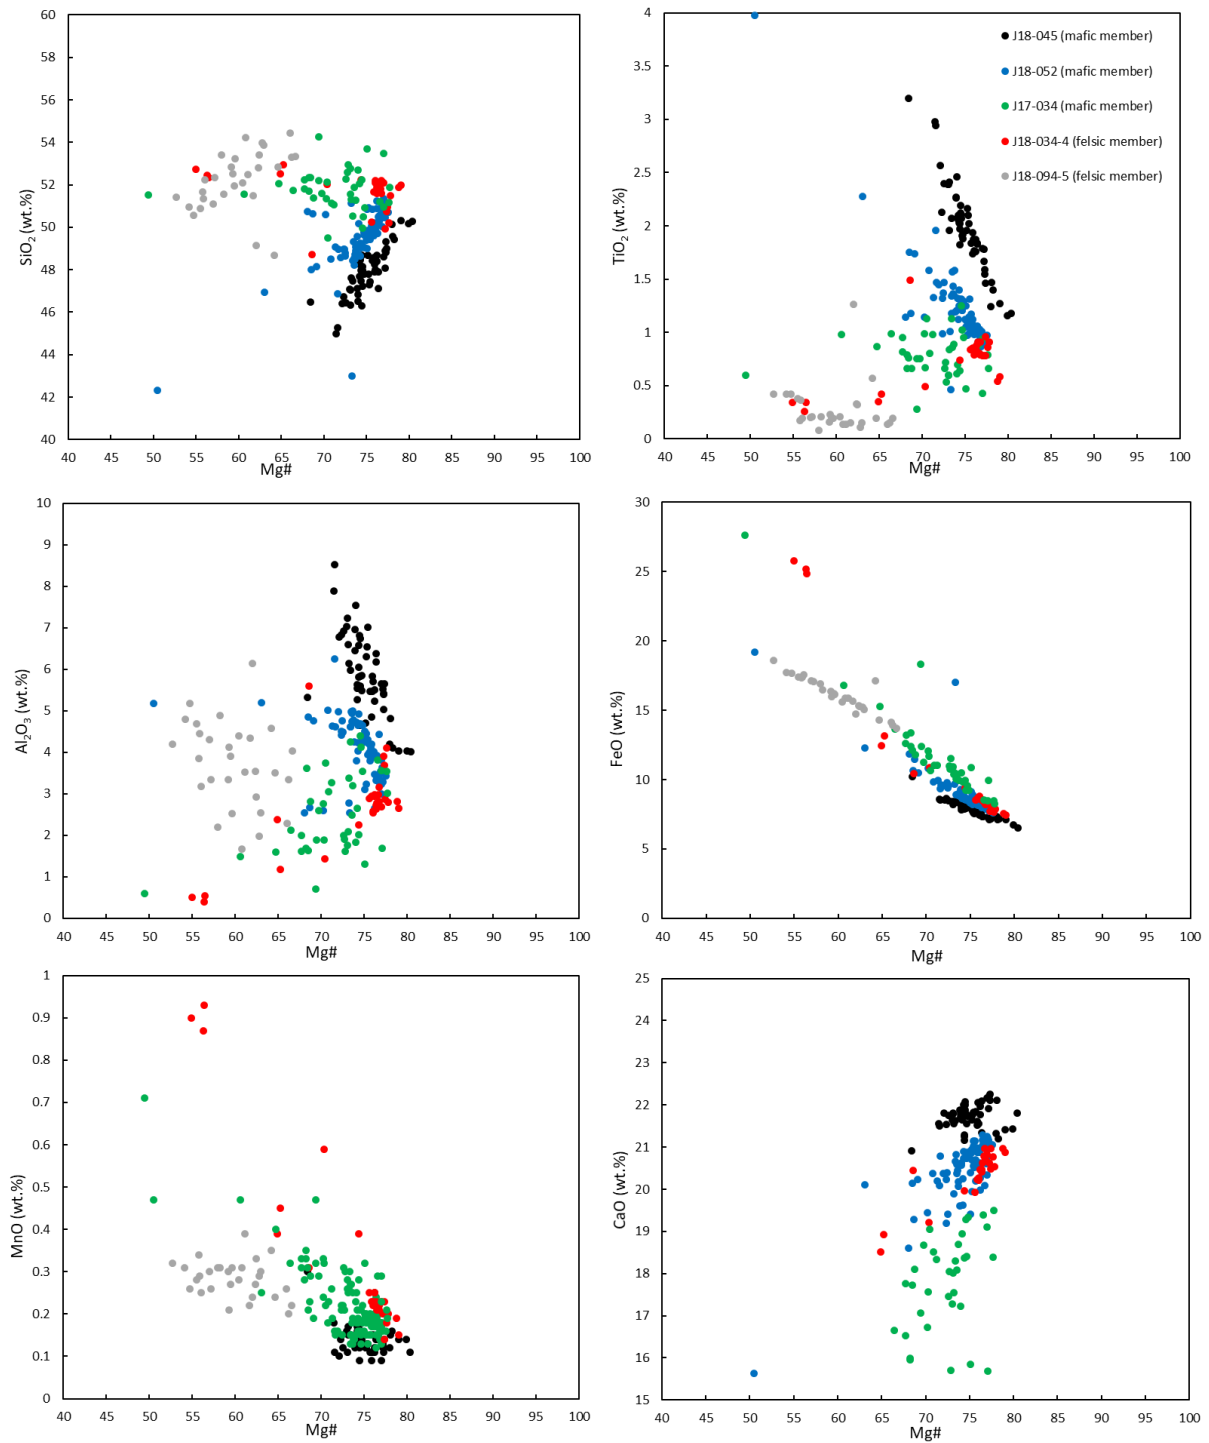 60
58
56
54
52
50
48
46
44
42
40
SiO2 (wt.%)
40 45 50 55 60 65 70 75 80 85 90 95 100
Mg#
4
3.5
3
2.5
2
1.5
1
0.5
0
TiO2 (wt.%)
40 45 50 55 60 65 70 75 80 85 90 95 100
Mg#
J18-045 (mafic member)
J18-052 (mafic member)
J17-034 (mafic member)
J18-034-4 (felsic member)
J18-094-5 (felsic member)
10
9
8
7
6
5
4
3
2
1
0
Al2O3 (wt.%)
40 45 50 55 60 65 70 75 80 85 90 95 100
Mg#
30
25
20
15
10
5
0
FeO (wt.%)
40 45 50 55 60 65 70 75 80 85 90 95 100
Mg#
1
0.9
0.8
0.7
0.6
0.5
0.4
0.3
0.2
0.1
0
MnO (wt.%)
40 45 50 55 60 65 70 75 80 85 90 95 100
Mg#
25
24
23
22
21
20
19
18
17
16
15
CaO (wt.%)
40 45 50 55 60 65 70 75 80 85 90 95 100
Mg#